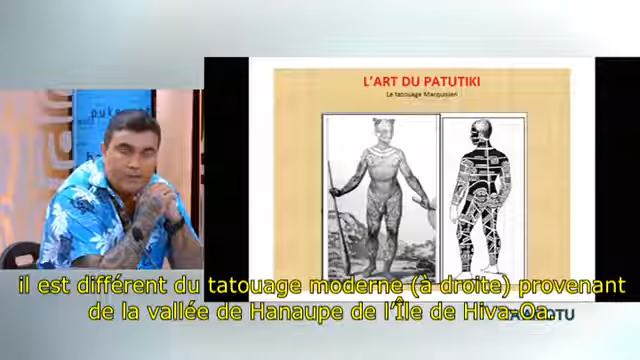 L'ART DU PATUTIKI
Le tatouage Marquisien
il est différent du tatouage moderne (à droite) provenant
de la vallée de Hanaupe de l'Île de Hiva-Oa.